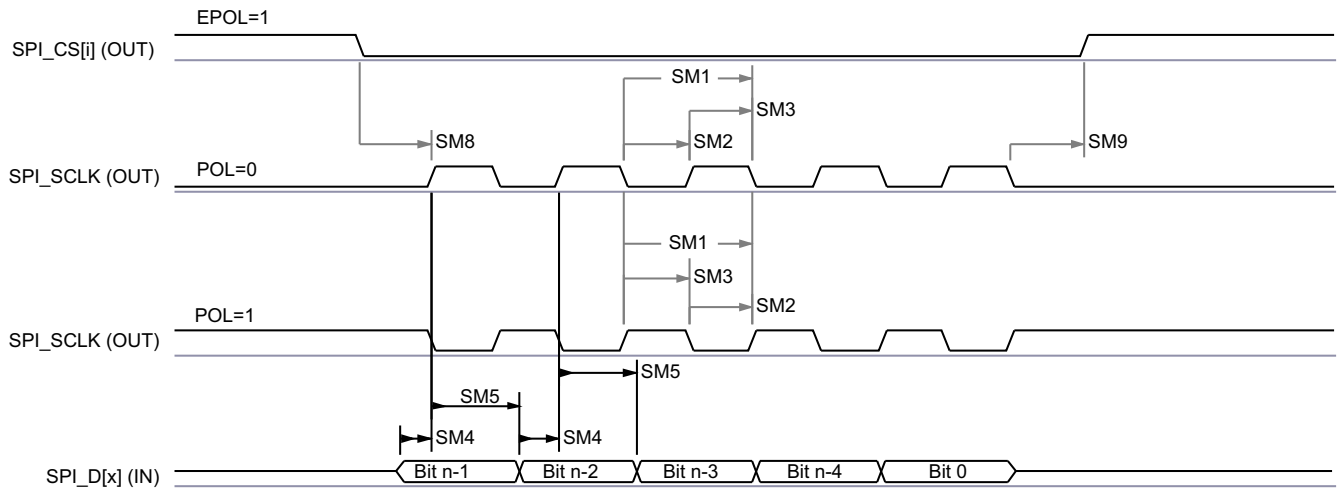 EPOL=1
SPI_CS[i] (OUT)
SM1
SM3
SM8
SM2
SM9
POL=0
SPI_SCLK (OUT)
SM1
SM3
SM2
POL=1
SPI_SCLK (OUT)
SM5
SM5
SM4
SM4
SPI_D[x] (IN)
Bit n-1
Bit n-2
Bit n-3
Bit n-4
Bit 0